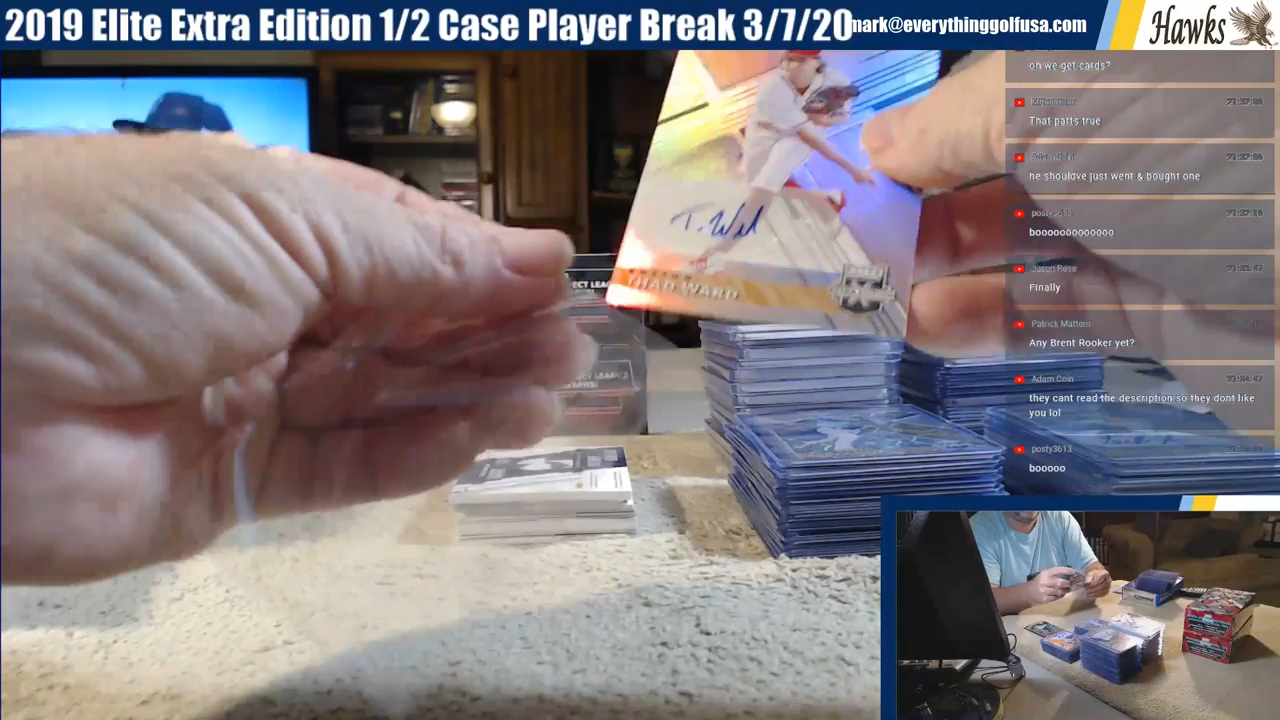 2019 Elite Extra Edition 1/2 Case Player Break 3/7/20
mark@everythinggolfusa.com
Hawks
oh we get cards?
That patts true
he shouldve just went & bought one
posty3613
booooooooooooo
Jason Rose
Finally
Patrick Mattern
Any Brent Rooker yet?
Adam Coin
they cant read the description so they dont like
you lol
posty3613
booooo
T. Wd
THAD WARD